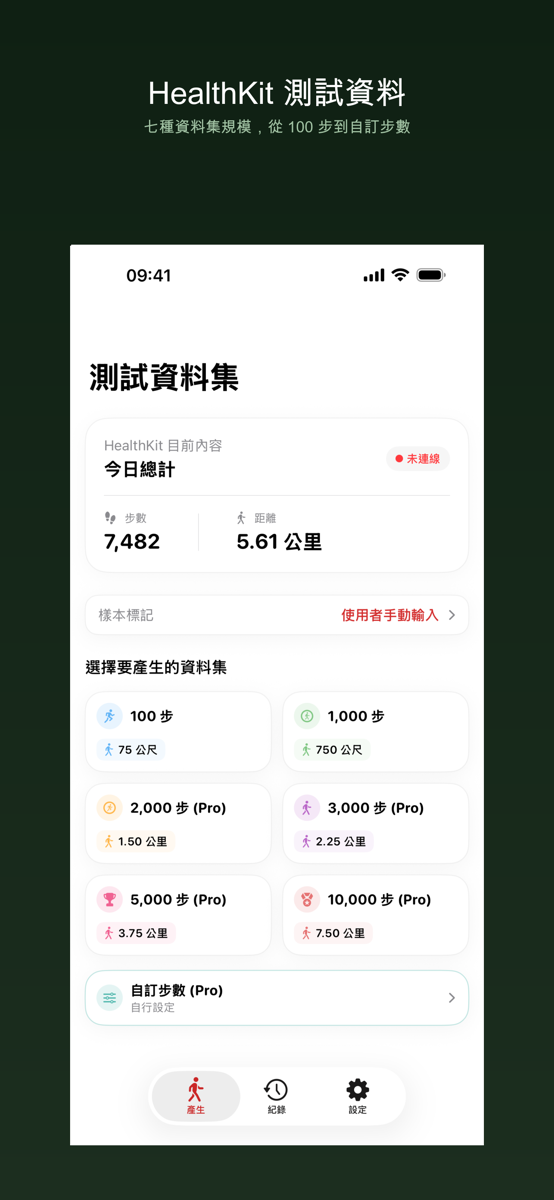 HealthKit 測試資料
七種資料集規模，從 100 步到自訂步數
09:41
測試資料集
HealthKit 目前內容
今日總計
未連線
步數
距離
7,482
5.61 公里
樣本標記
使用者手動輸入
選擇要產生的資料集
100 步
75 公尺
1,000 步
750 公尺
2,000 步 (Pro)
1.50 公里
3,000 步 (Pro)
2.25 公里
5,000 步 (Pro)
3.75 公里
10,000 步 (Pro)
7.50 公里
自訂步數 (Pro)
自行設定
產生
紀錄
設定